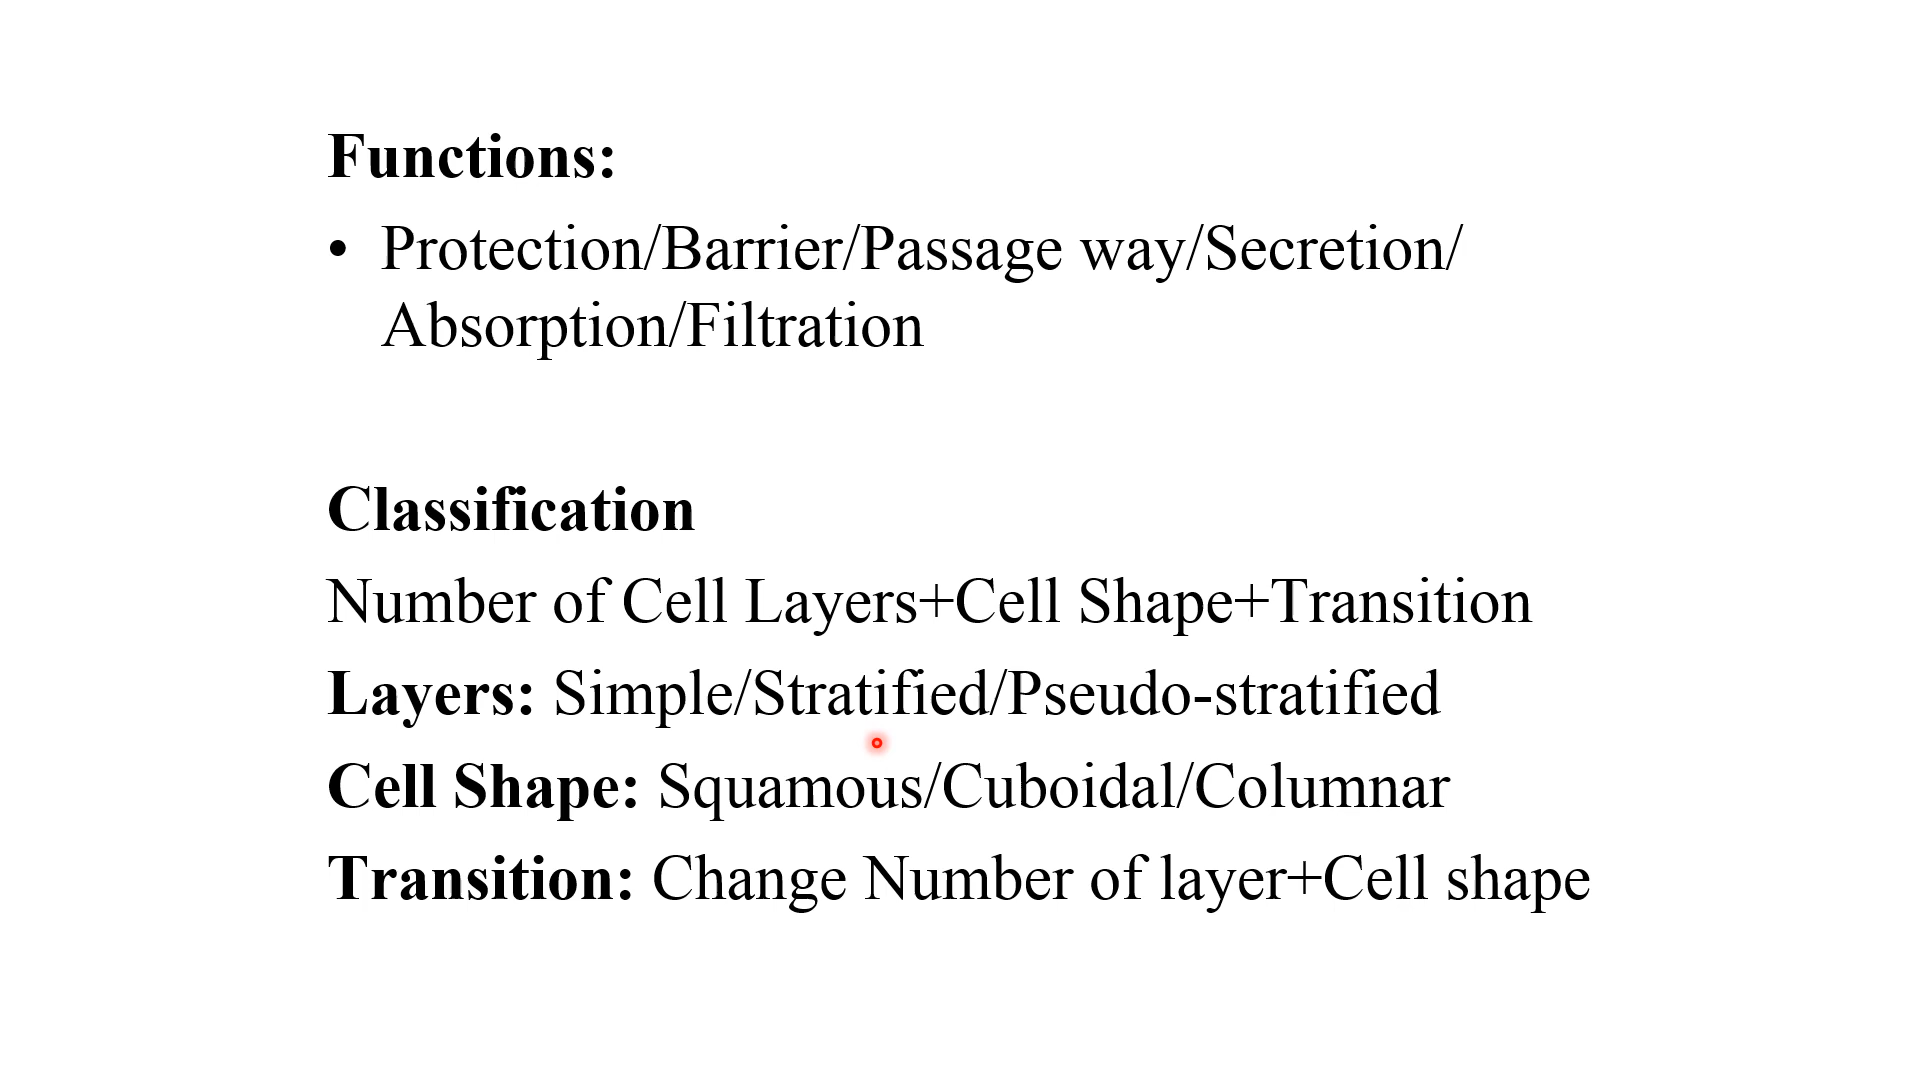 Functions:
• Protection/Barrier/Passage way/Secretion/
Absorption/Filtration
Classification
Number of Cell Layers+Cell Shape+Transition
Layers: Simple/Stratified/Pseudo-stratified
Cell Shape: Squamous/Cuboidal/Columnar
Transition: Change Number of layer+Cell shape